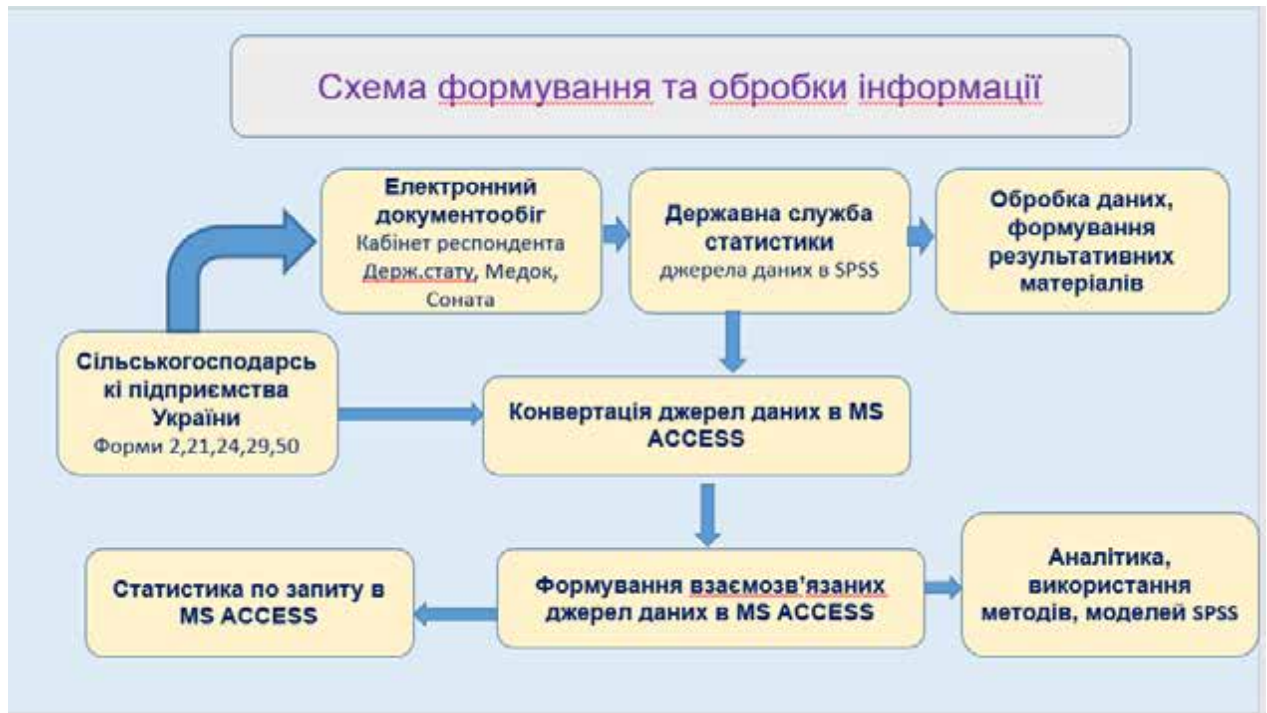 Схема формування та обробки інформації
Електронний
документообіг
Кабінет респондента
Держ.стату, Медок,
Соната
Державна служба
статистики
джерела даних в SPSS
Обробка даних,
формування
результативних
матеріалів
Сільськогосподарсь
кі підприємства
України
Форми 2,21,24,29,50
Конвертація джерел даних в MS
ACCESS
Статистика по запиту в
MS ACCESS
Формування взаємозв'язаних
джерел даних в MS ACCESS
Аналітика,
використання
методів, моделей SPSS